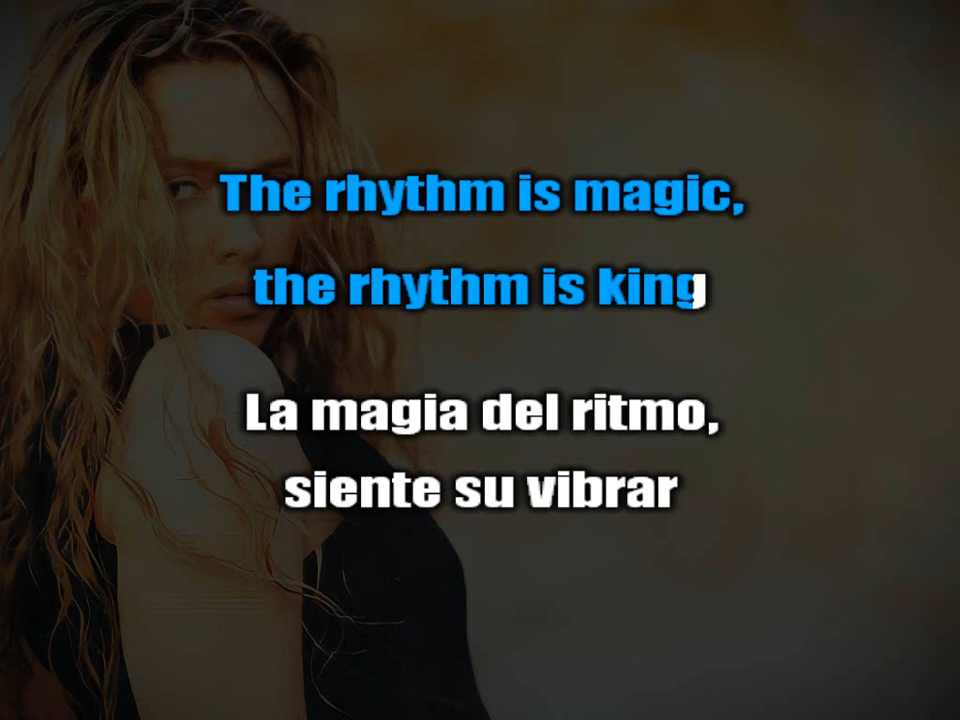 The rhythm is magic,
the rhythm is king
La magia del ritmo,
siente su vibrar